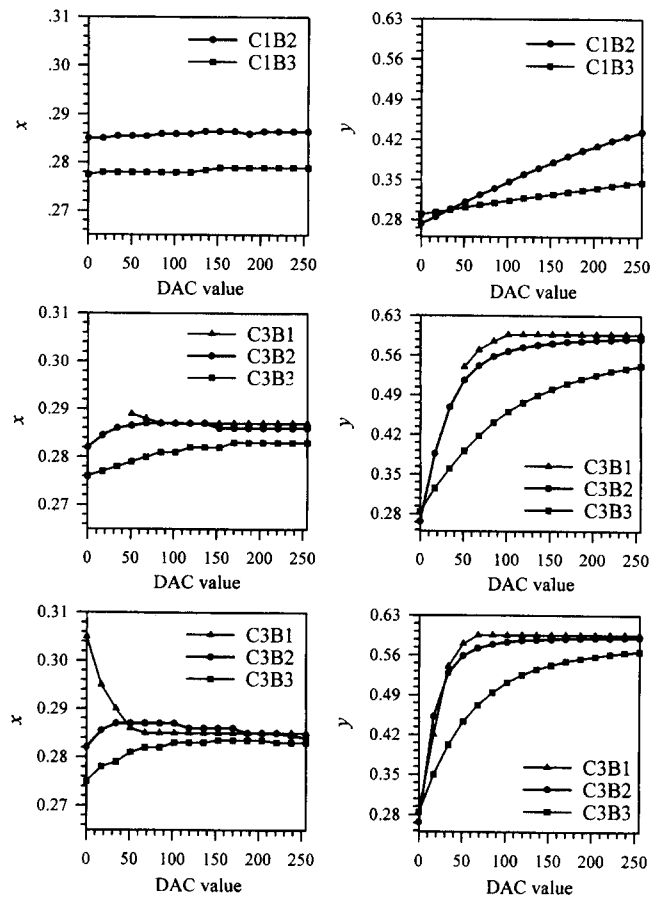 .31 0.63
C1B2 C1B2
.30 0.56
C1B3 C1B3
.29 0.49
x y
.28 0.42
0.35
.27 0.28
0 50 100 150 200 250 0 50 100 150 200 250
DAC value DAC value
0.31 0.63
C3B1
0.30 C3B2 0.56
C3B3
0.29 0.49
x y
0.28 0.42
0.35 C3B1
0.27 C3B2
0.28 C3B3
0 50 100 150 200 250 0 50 100 150 200 250
DAC value DAC value
0.31 0.63
C3B1
0.30 C3B2 0.56
C3B3
0.29 0.49
x y
0.28 0.42
0.35 C3B1
0.27 C3B2
0.28 C3B3
0 50 100 150 200 250 0 50 100 150 200 250
DAC value DAC value